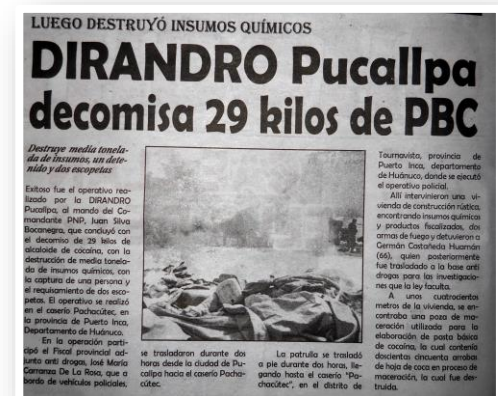 LUEGO DESTRUYÓ INSUMOS QUÍMICOS
DIRANDRO Pucallpa
decomisa 29 kilos de PBC
Destruye media tonela-
da de insumos, un dete-
nido y dos escopetas
Exitoso fue el operativo rea-
lizado por la DIRANDRO
Pucallpa, al mando del Co-
mandante PNP, Juan Silva
Bocanegra, que concluyó con
el decomiso de 29 kilos de
alcaloide de cocaína, con la
destrucción de media tonela-
da de insumos químicos, con
la captura de una persona y
el requisamiento de dos esco-
petas. El operativo se realizó
en el caserío Pachacútec, en
la provincia de Puerto Inca,
Departamento de Huánuco.
En la operación parti-
cipó el Fiscal provincial ad-
junto anti drogas, José María
Carranza De La Rosa, que a
bordo de vehículos policiales,
se trasladaron durante dos
horas desde la ciudad de Pu-
callpa hacia el caserío Pacha-
cútec.
La patrulla se trasladó
a pie durante dos horas, lle-
gando hasta el caserío "Pa-
chacútec", en el distrito de
Tournavista, provincia de
Puerto Inca, departamento
de Huánuco, donde se ejecutó
el operativo policial.
Allí intervinieron una vi-
vienda de construcción rústica,
encontrando insumos químicos
y productos fiscalizados, dos
armas de fuego y detuvieron a
Germán Castañeda Huamán
(66), quien posteriormente
fue trasladado a la base anti
drogas para las investigacio-
nes que la ley faculta.
A unos cuatrocientos
metros de la vivienda, se en-
contraba una poza de ma-
ceración utilizada para la
elaboración de pasta básica
de cocaína, la cual contenía
doscientos cincuenta arrobas
de hoja de coca en proceso de
maceración, la cual fue des-
truida.